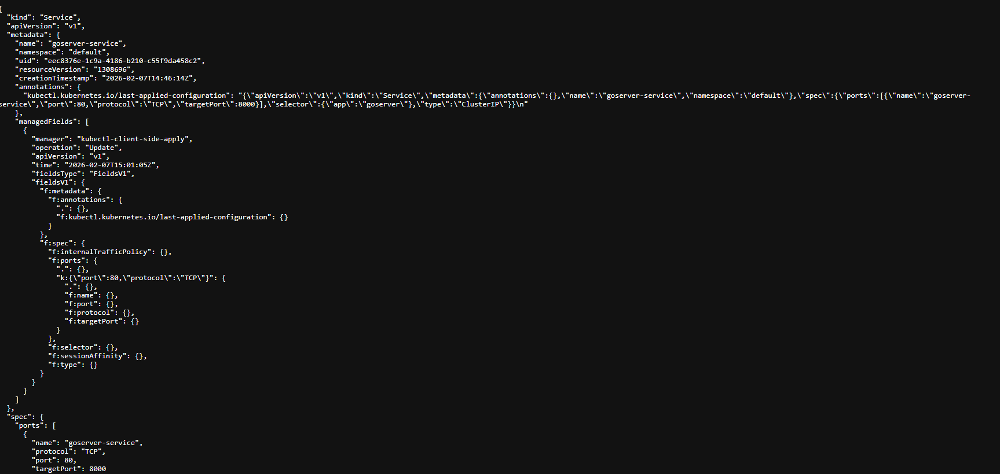 {
  "kind": "Service",
  "apiVersion": "v1",
  "metadata": {
    "name": "goserver-service",
    "namespace": "default",
    "uid": "eec8376e-1c9a-4186-b210-c55f9da458c2",
    "resourceVersion": "1308696",
    "creationTimestamp": "2026-02-07T14:46:14Z",
    "annotations": {
      "kubectl.kubernetes.io/last-applied-configuration": "{\"apiVersion\":\"v1\",\"kind\":\"Service\",\"metadata\":{\"annotations\":{},\"name\":\"goserver-service\",\"namespace\":\"default\"},\"spec\":{\"ports\":[{\"name\":\"goserver-
service\",\"port\":80,\"protocol\":\"TCP\",\"targetPort\":8000}],\"selector\":{\"app\":\"goserver\"},\"type\":\"ClusterIP\"}}\n"
    },
    "managedFields": [
      {
        "manager": "kubectl-client-side-apply",
        "operation": "Update",
        "apiVersion": "v1",
        "time": "2026-02-07T15:01:05Z",
        "fieldsType": "FieldsV1",
        "fieldsV1": {
          "f:metadata": {
            "f:annotations": {
              ".": {},
              "f:kubectl.kubernetes.io/last-applied-configuration": {}
            }
          },
          "f:spec": {
            "f:internalTrafficPolicy": {},
            "f:ports": {
              ".": {},
              "k:{\"port\":80,\"protocol\":\"TCP\"}": {
                ".": {},
                "f:name": {},
                "f:port": {},
                "f:protocol": {},
                "f:targetPort": {}
              }
            },
            "f:selector": {},
            "f:sessionAffinity": {},
            "f:type": {}
          }
        }
      }
    ]
  },
  "spec": {
    "ports": [
      {
        "name": "goserver-service",
        "protocol": "TCP",
        "port": 80,
        "targetPort": 8000